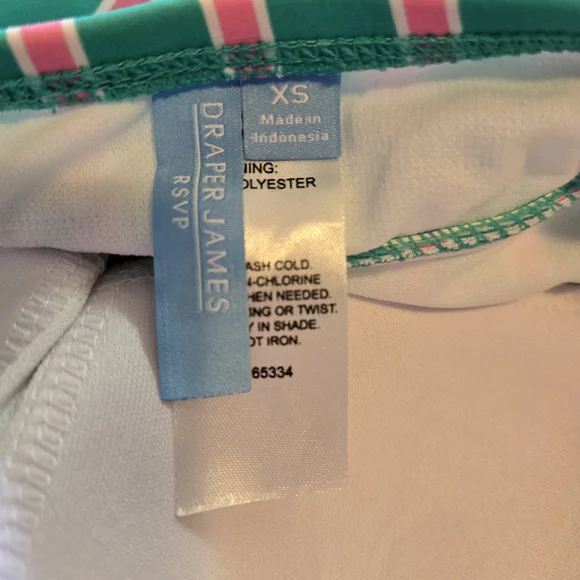 DRAPER JAMES
RSVP
XS
Made in
Indonesia
NING:
OLYESTER
ASH COLD.
N-CHLORINE
HEN NEEDED.
ING OR TWIST.
Y IN SHADE.
OT IRON.
65334